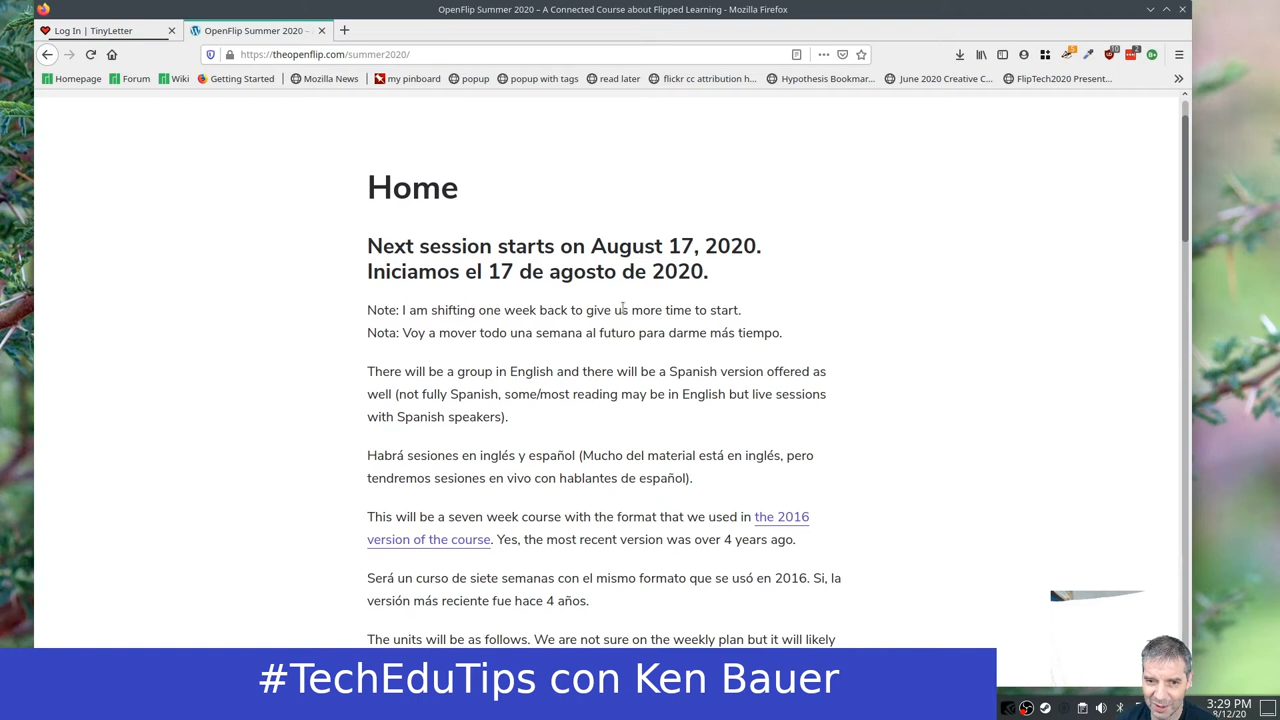 OpenFlip Summer 2020 – A Connected Course about Flipped Learning - Mozilla Firefox
Log In | TinyLetter
OpenFlip Summer 2020 –
https://theopenflip.com/summer2020/
Homepage
Forum
Wiki
Getting Started
Mozilla News
my pinboard
popup
popup with tags
read later
flickr cc attribution h...
Hypothesis Bookmar...
June 2020 Creative C...
FlipTech2020 Present...
Home
Next session starts on August 17, 2020.
Iniciamos el 17 de agosto de 2020.
Note: I am shifting one week back to give us more time to start.
Nota: Voy a mover todo una semana al futuro para darme más tiempo.
There will be a group in English and there will be a Spanish version offered as
well (not fully Spanish, some/most reading may be in English but live sessions
with Spanish speakers).
Habrá sesiones en inglés y español (Mucho del material está en inglés, pero
tendremos sesiones en vivo con hablantes de español).
This will be a seven week course with the format that we used in the 2016
version of the course. Yes, the most recent version was over 4 years ago.
Será un curso de siete semanas con el mismo formato que se usó en 2016. Si, la
versión más reciente fue hace 4 años.
The units will be as follows. We are not sure on the weekly plan but it will likely
#TechEduTips con Ken Bauer
3:29 PM
8/12/20